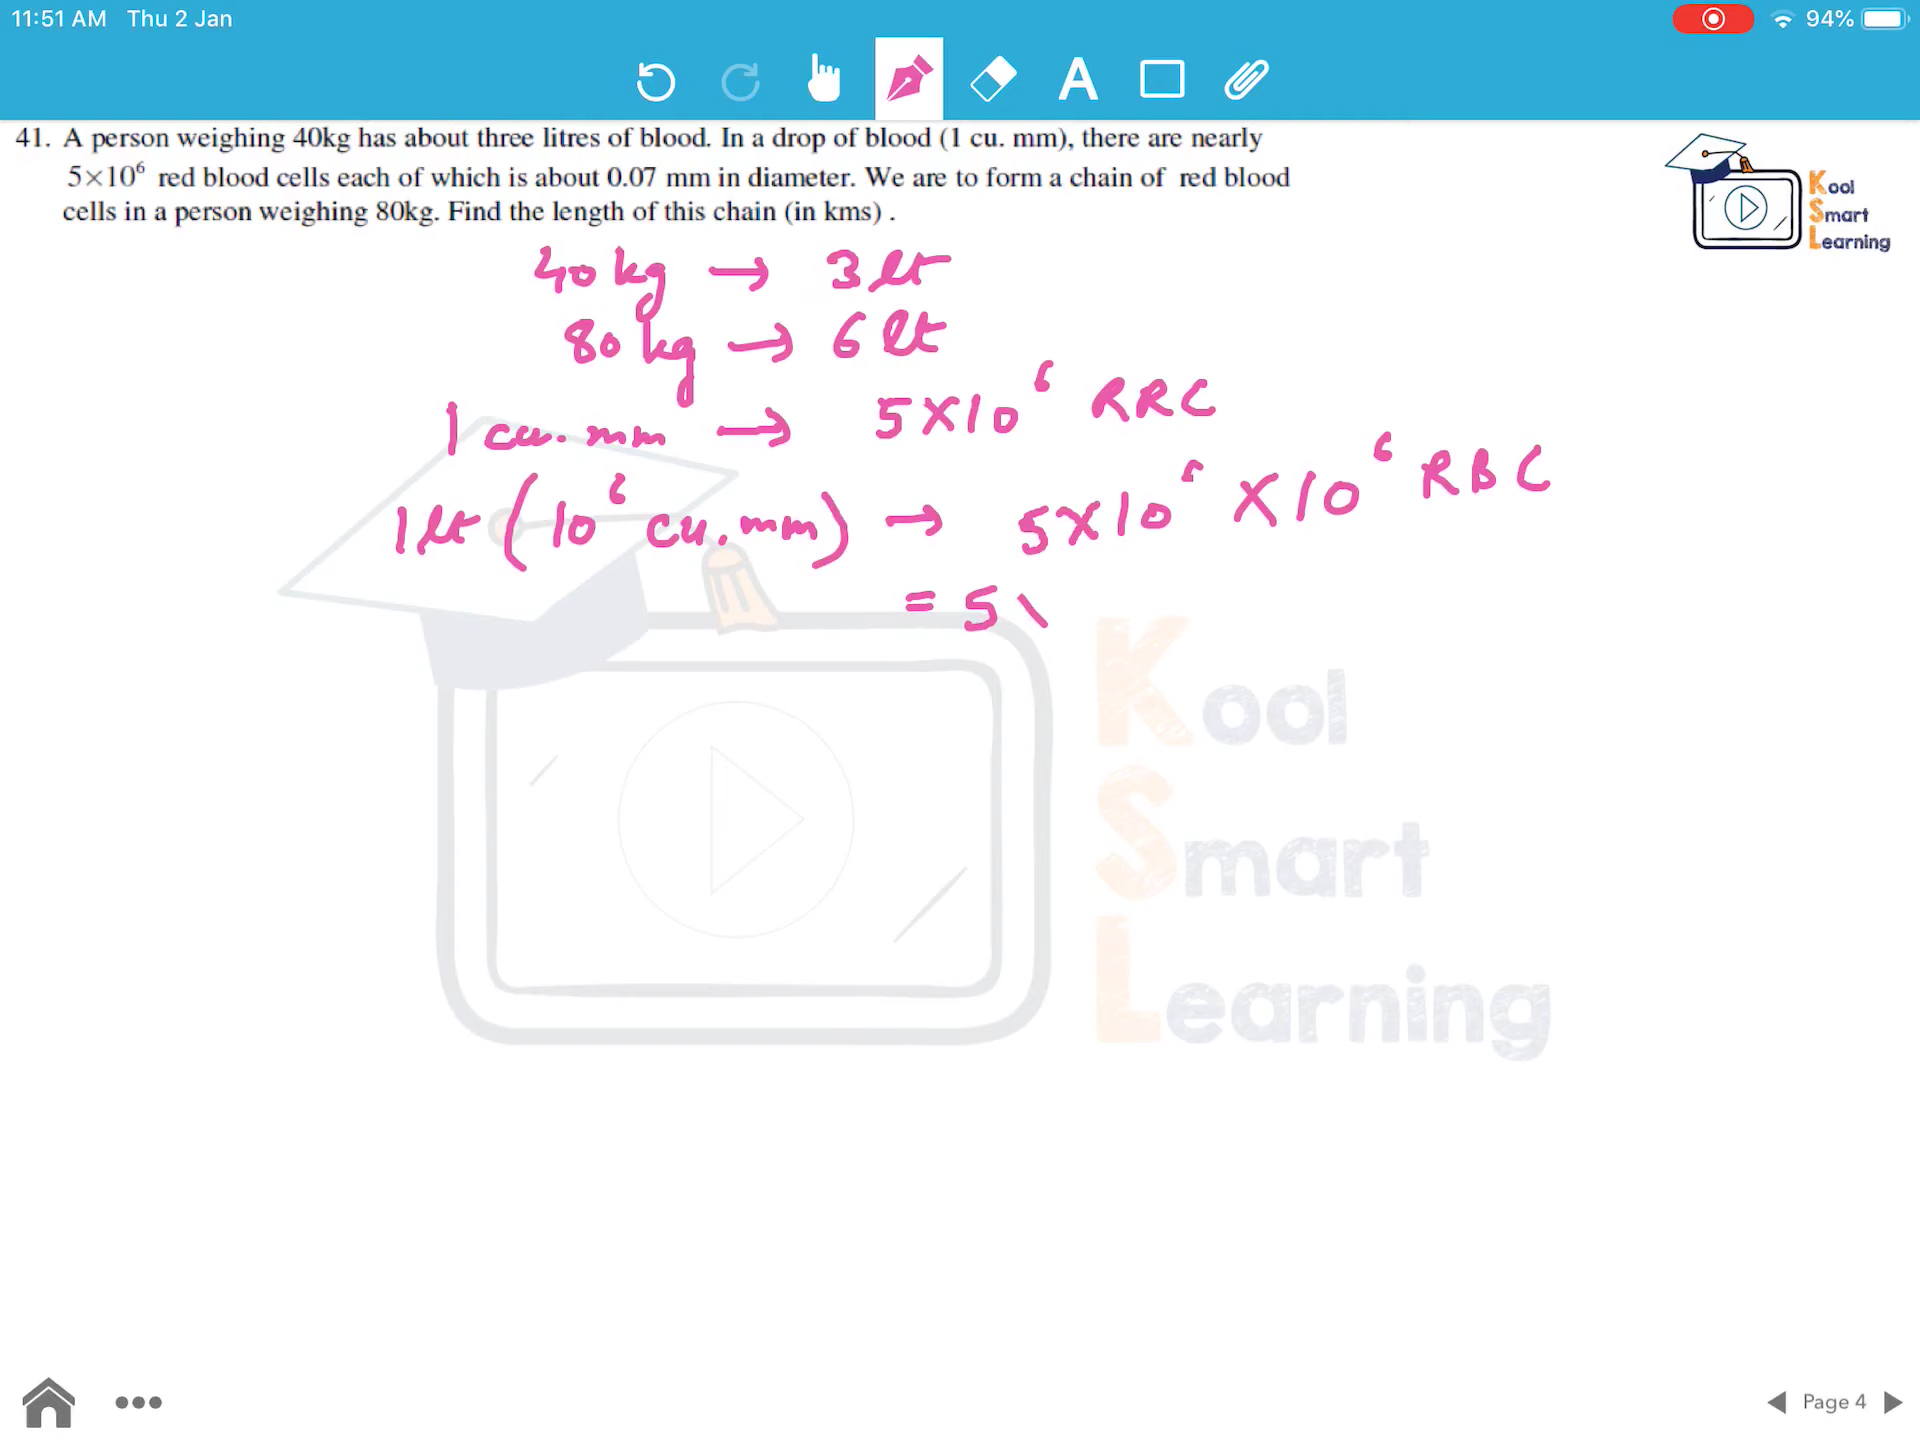 11:51 AM Thu 2 Jan
94%
A
41. A person weighing 40kg has about three litres of blood. In a drop of blood (1 cu. mm), there are nearly
5×10⁶ red blood cells each of which is about 0.07 mm in diameter. We are to form a chain of red blood
cells in a person weighing 80kg. Find the length of this chain (in kms) .
Kool
Smart
Learning
40 kg → 3 lt
80 kg → 6 lt
1 cu. mm → 5×10⁶ RRC
1 lt (10⁶ cu. mm) → 5×10⁶ ×10⁶ RBC
= 5 \
Kool
Smart
Learning
Page 4